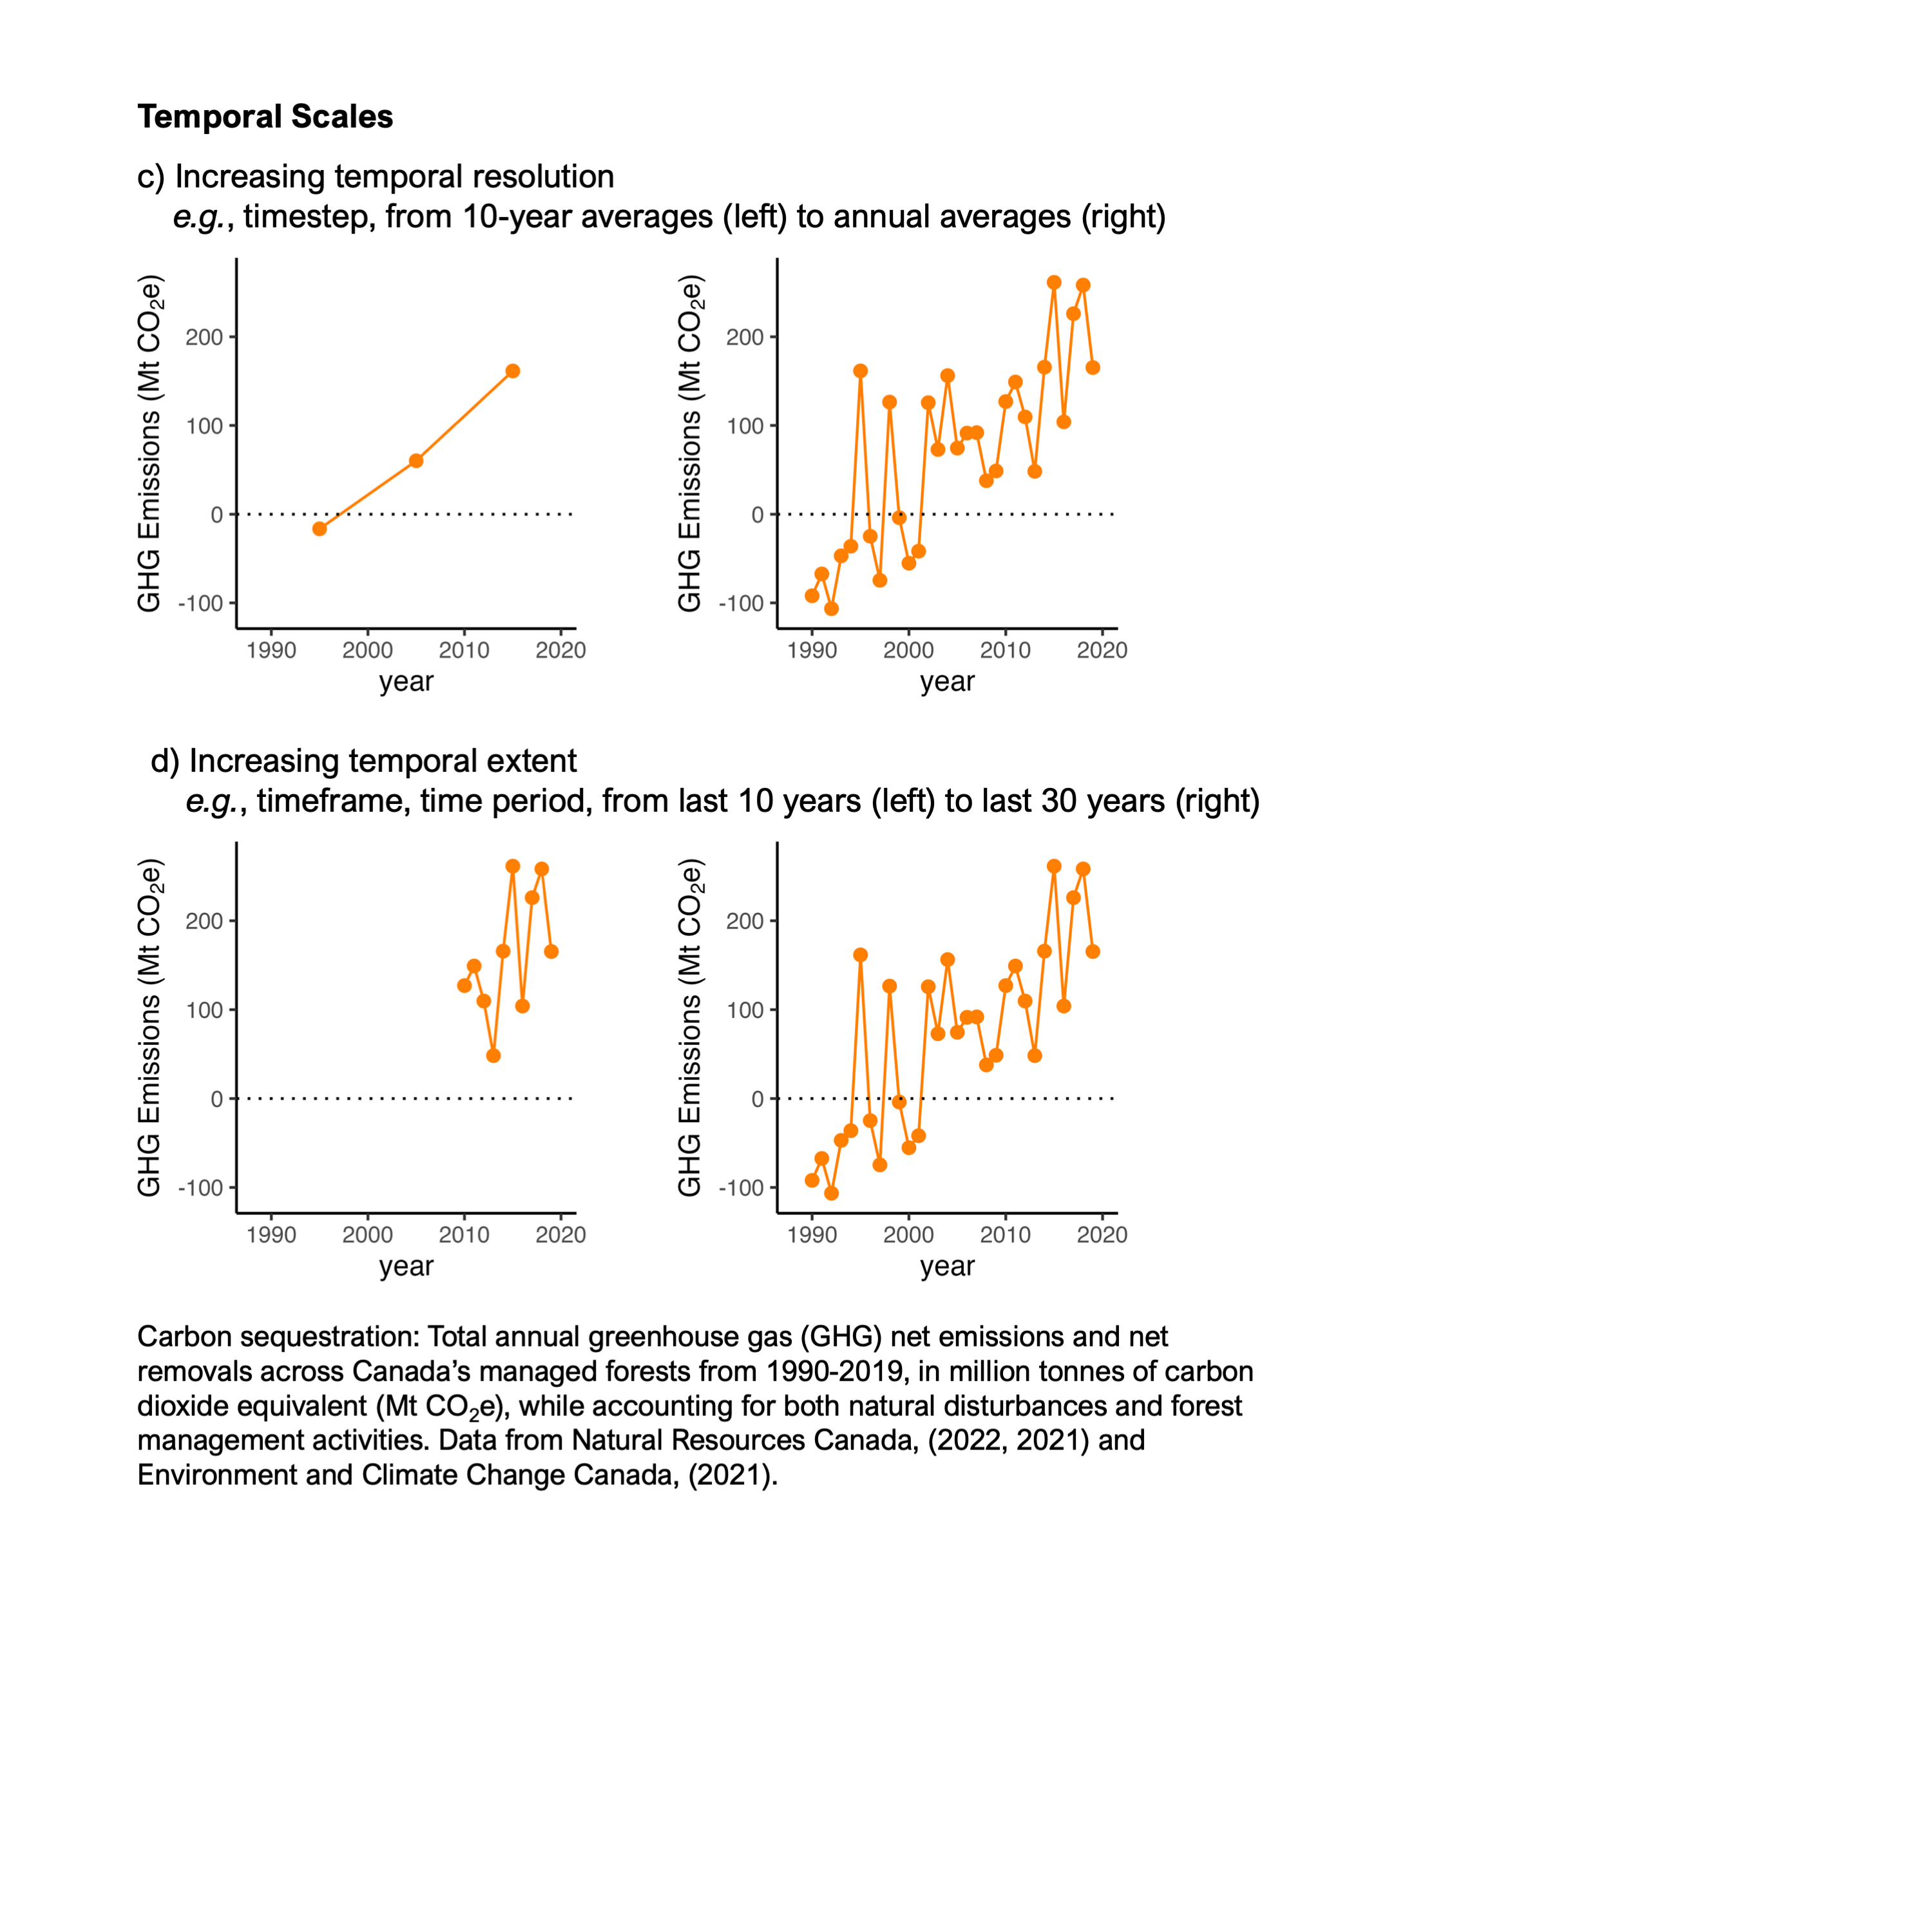 Temporal Scales
c) Increasing temporal resolution
e.g., timestep, from 10-year averages (left) to annual averages (right)
GHG Emissions (Mt CO₂e)
200
100
0
-100
1990 2000 2010 2020
year
GHG Emissions (Mt CO₂e)
200
100
0
-100
1990 2000 2010 2020
year
d) Increasing temporal extent
e.g., timeframe, time period, from last 10 years (left) to last 30 years (right)
GHG Emissions (Mt CO₂e)
200
100
0
-100
1990 2000 2010 2020
year
GHG Emissions (Mt CO₂e)
200
100
0
-100
1990 2000 2010 2020
year
Carbon sequestration: Total annual greenhouse gas (GHG) net emissions and net
removals across Canada’s managed forests from 1990-2019, in million tonnes of carbon
dioxide equivalent (Mt CO₂e), while accounting for both natural disturbances and forest
management activities. Data from Natural Resources Canada, (2022, 2021) and
Environment and Climate Change Canada, (2021).